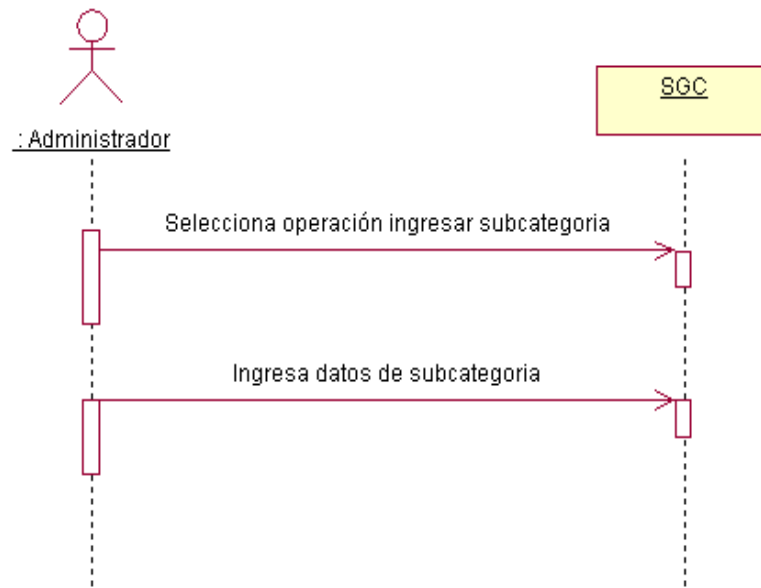 : Administrador
SGC
Selecciona operación ingresar subcategoria
Ingresa datos de subcategoria